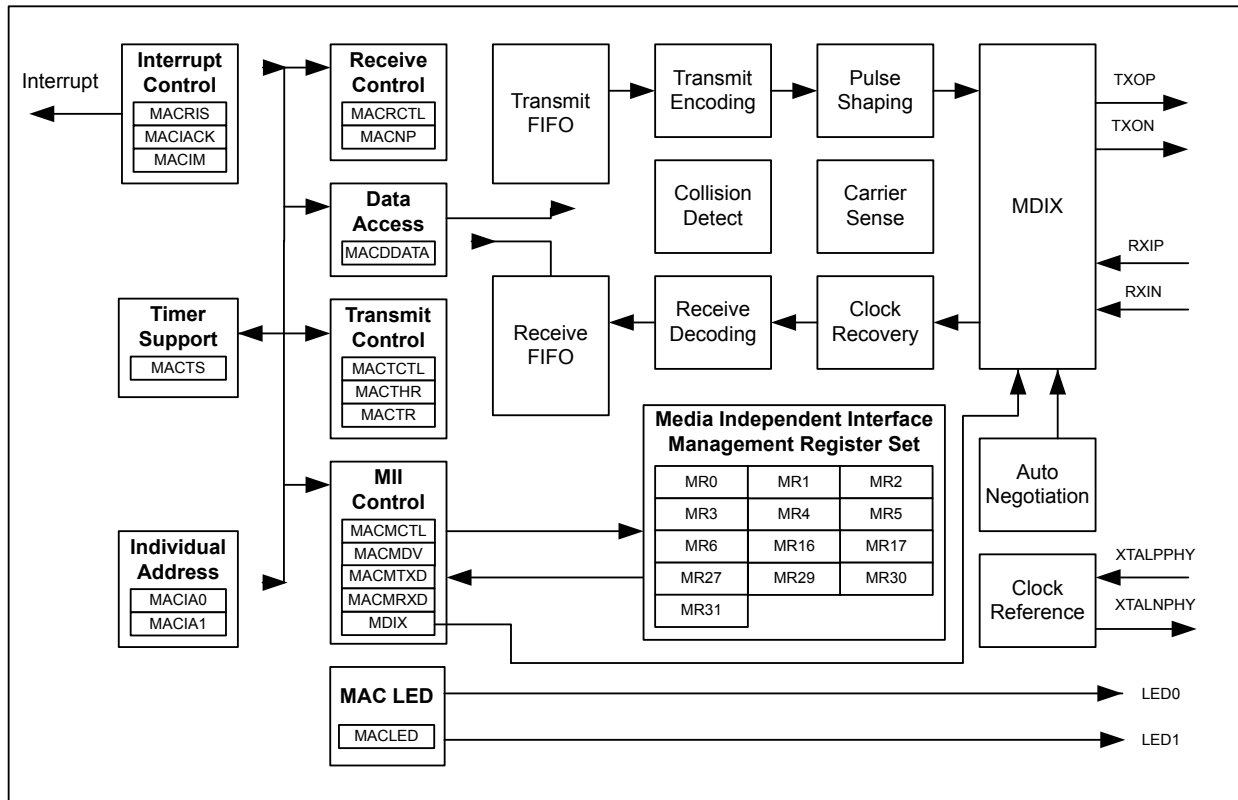 Interrupt
Interrupt
Control
MACRIS
MACIACK
MACIM
Timer
Support
MACTS
Individual
Address
MACIA0
MACIA1
Receive
Control
MACRCTL
MACNP
Data
Access
MACDDATA
Transmit
Control
MACTCTL
MACTHR
MACTR
MII
Control
MACMCTL
MACMDV
MACMTXD
MACMRXD
MDIX
MAC LED
MACLED
Transmit
FIFO
Transmit
Encoding
Pulse
Shaping
Collision
Detect
Carrier
Sense
Receive
FIFO
Receive
Decoding
Clock
Recovery
MDIX
TXOP
TXON
RXIP
RXIN
Media Independent Interface
Management Register Set
MR0 MR1 MR2
MR3 MR4 MR5
MR6 MR16 MR17
MR27 MR29 MR30
MR31
Auto
Negotiation
Clock
Reference
XTALPPHY
XTALNPHY
LED0
LED1